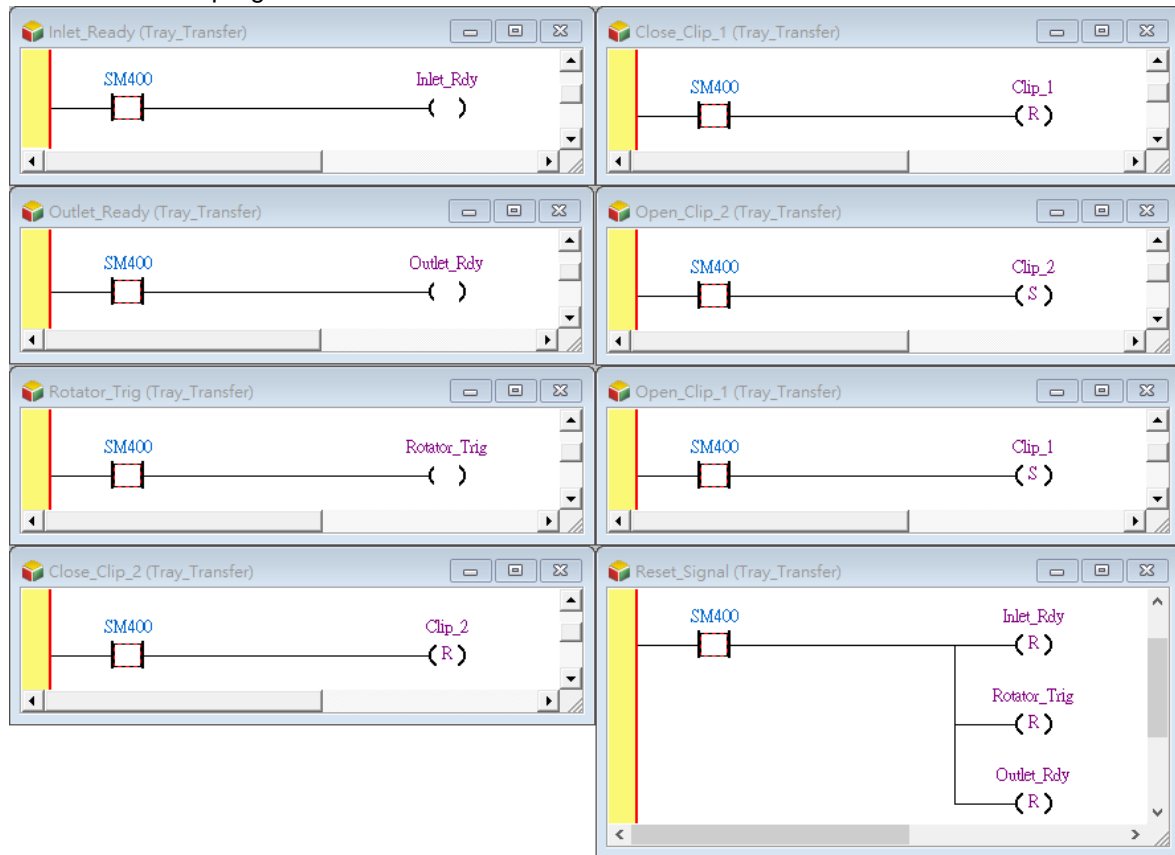 Inlet_Ready (Tray_Transfer)
SM400
Inlet_Rdy
( )
Close_Clip_1 (Tray_Transfer)
SM400
Clip_1
(R)
Outlet_Ready (Tray_Transfer)
SM400
Outlet_Rdy
( )
Open_Clip_2 (Tray_Transfer)
SM400
Clip_2
(S)
Rotator_Trig (Tray_Transfer)
SM400
Rotator_Trig
( )
Open_Clip_1 (Tray_Transfer)
SM400
Clip_1
(S)
Close_Clip_2 (Tray_Transfer)
SM400
Clip_2
(R)
Reset_Signal (Tray_Transfer)
SM400
Inlet_Rdy
(R)
Rotator_Trig
(R)
Outlet_Rdy
(R)